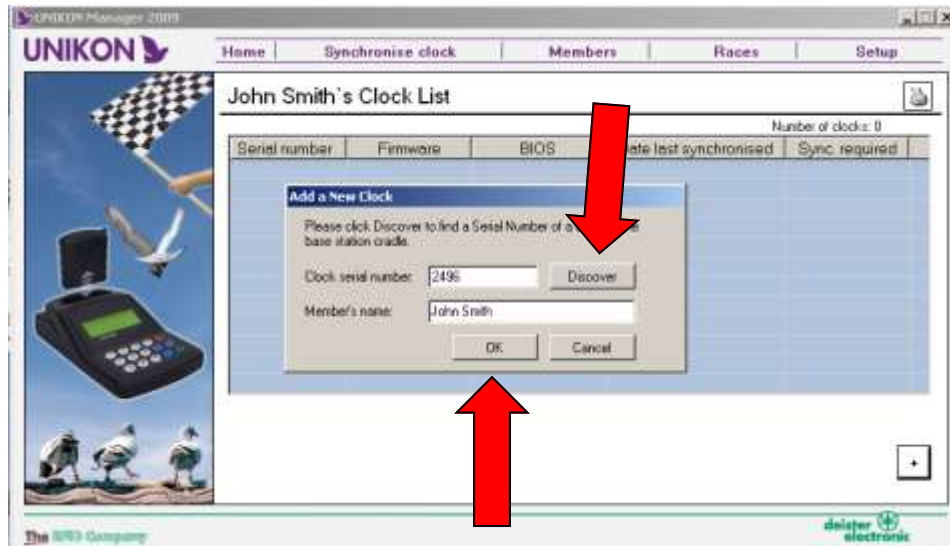 UNIKON Manager 2009
UNIKON
Home Synchronise clock Members Races Setup
John Smith's Clock List
Number of clocks: 0
Serial number Firmware BIOS ate last synchronised Sync required
Add a New Clock
Please click Discover to find a Serial Number of a
base station cradle.
Clock serial number: 2496 Discover
Member's name: John Smith
OK Cancel
+
The RFID Company
deister electronic